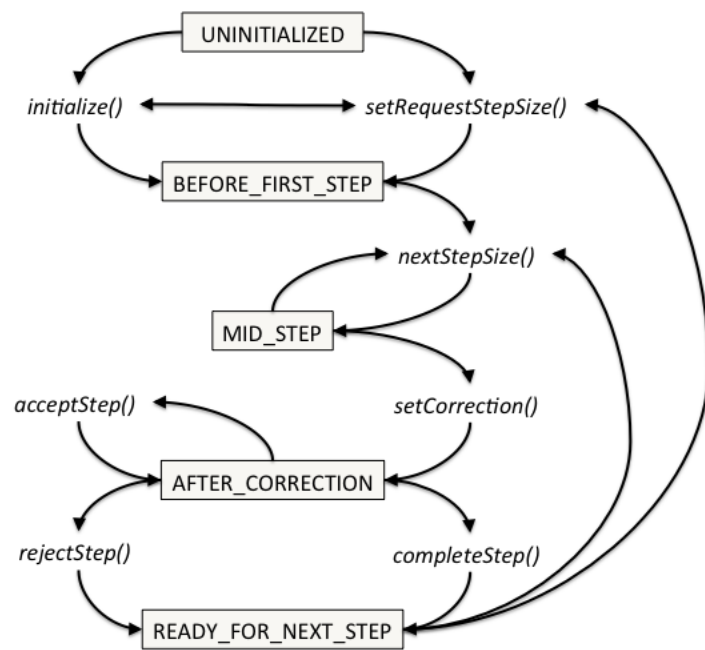 UNINITIALIZED
initialize()
setRequestStepSize()
BEFORE_FIRST_STEP
nextStepSize()
MID_STEP
acceptStep()
setCorrection()
AFTER_CORRECTION
rejectStep()
completeStep()
READY_FOR_NEXT_STEP